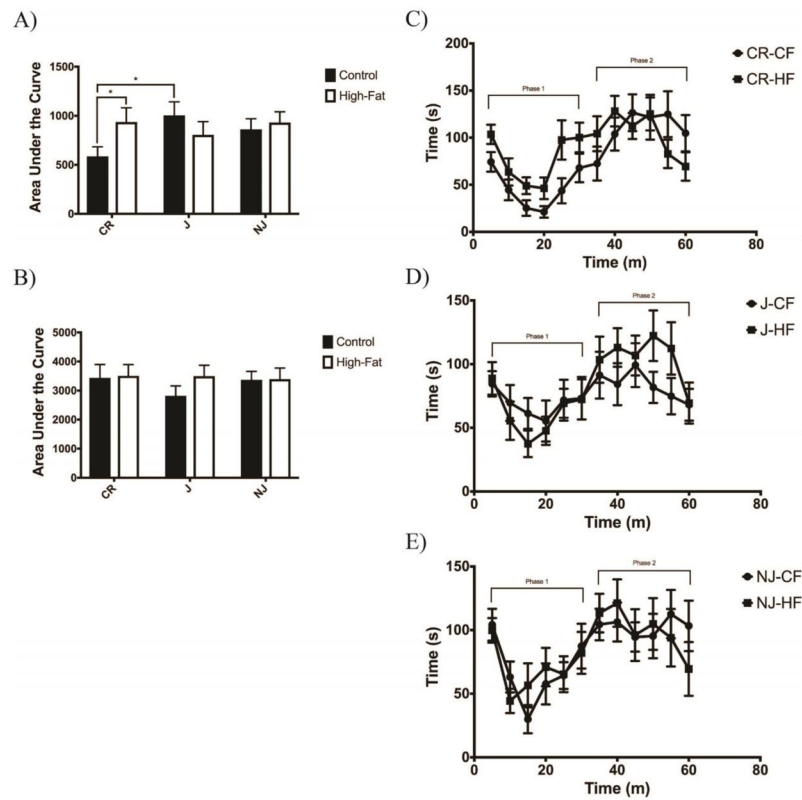 A)
Area Under the Curve
1500
1000
500
0
*
*
CR
J
NJ
Control
High-Fat
B)
Area Under the Curve
5000
4000
3000
2000
1000
0
CR
J
NJ
Control
High-Fat
C)
Time (s)
200
150
100
50
0
Phase 1
Phase 2
0 20 40 60 80
Time (m)
CR-CF
CR-HF
D)
Time (s)
150
100
50
0
Phase 1
Phase 2
0 20 40 60 80
Time (m)
J-CF
J-HF
E)
Time (s)
150
100
50
0
Phase 1
Phase 2
0 20 40 60 80
Time (m)
NJ-CF
NJ-HF